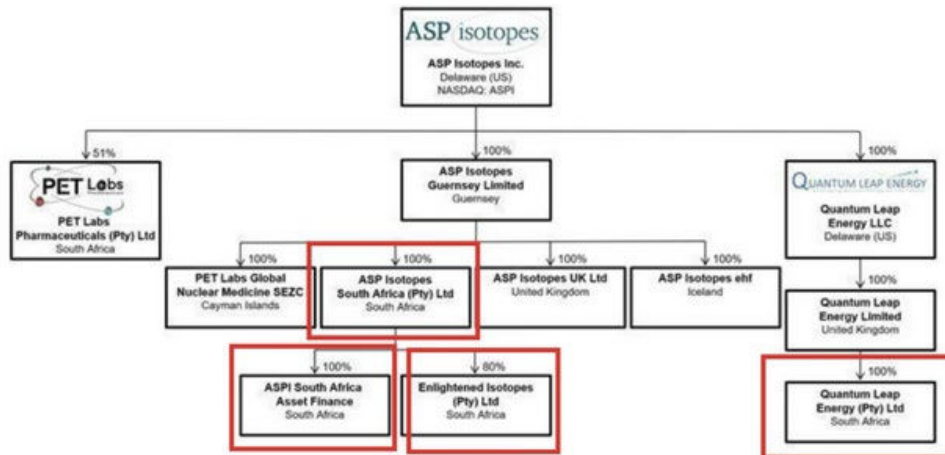 ASP isotopes
ASP Isotopes Inc.
Delaware (US)
NASDAQ: ASPI
51%
100%
100%
PET Labs
PET Labs
Pharmaceuticals (Pty) Ltd
South Africa
ASP Isotopes
Guernsey Limited
Guernsey
QUANTUM LEAP ENERGY
Quantum Leap
Energy LLC
Delaware (US)
100%
100%
100%
100%
100%
PET Labs Global
Nuclear Medicine SEZC
Cayman Islands
ASP Isotopes
South Africa (Pty) Ltd
South Africa
ASP Isotopes UK Ltd
United Kingdom
ASP Isotopes ehf
Iceland
Quantum Leap
Energy Limited
United Kingdom
100%
80%
100%
ASPI South Africa
Asset Finance
South Africa
Enlightened Isotopes
(Pty) Ltd
South Africa
Quantum Leap
Energy (Pty) Ltd
South Africa